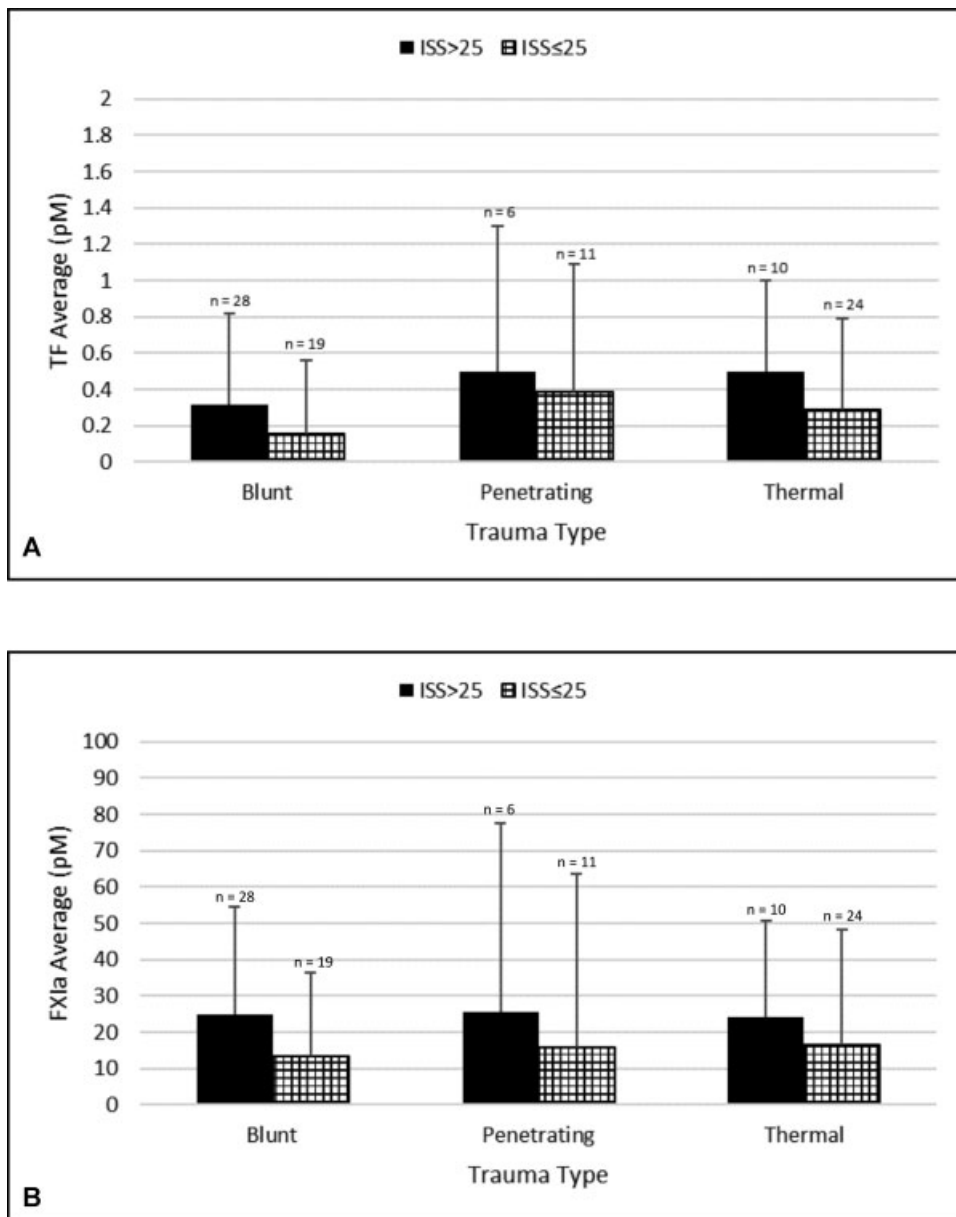 ISS>25 ISS≤25
2
1.8
1.6
1.4
1.2
1
0.8
0.6
0.4
0.2
0
TF Average (pM)
n = 28
n = 19
n = 6
n = 11
n = 10
n = 24
Blunt Penetrating Thermal
Trauma Type
A
ISS>25 ISS≤25
100
90
80
70
60
50
40
30
20
10
0
FXIa Average (pM)
n = 28
n = 19
n = 6
n = 11
n = 10
n = 24
Blunt Penetrating Thermal
Trauma Type
B